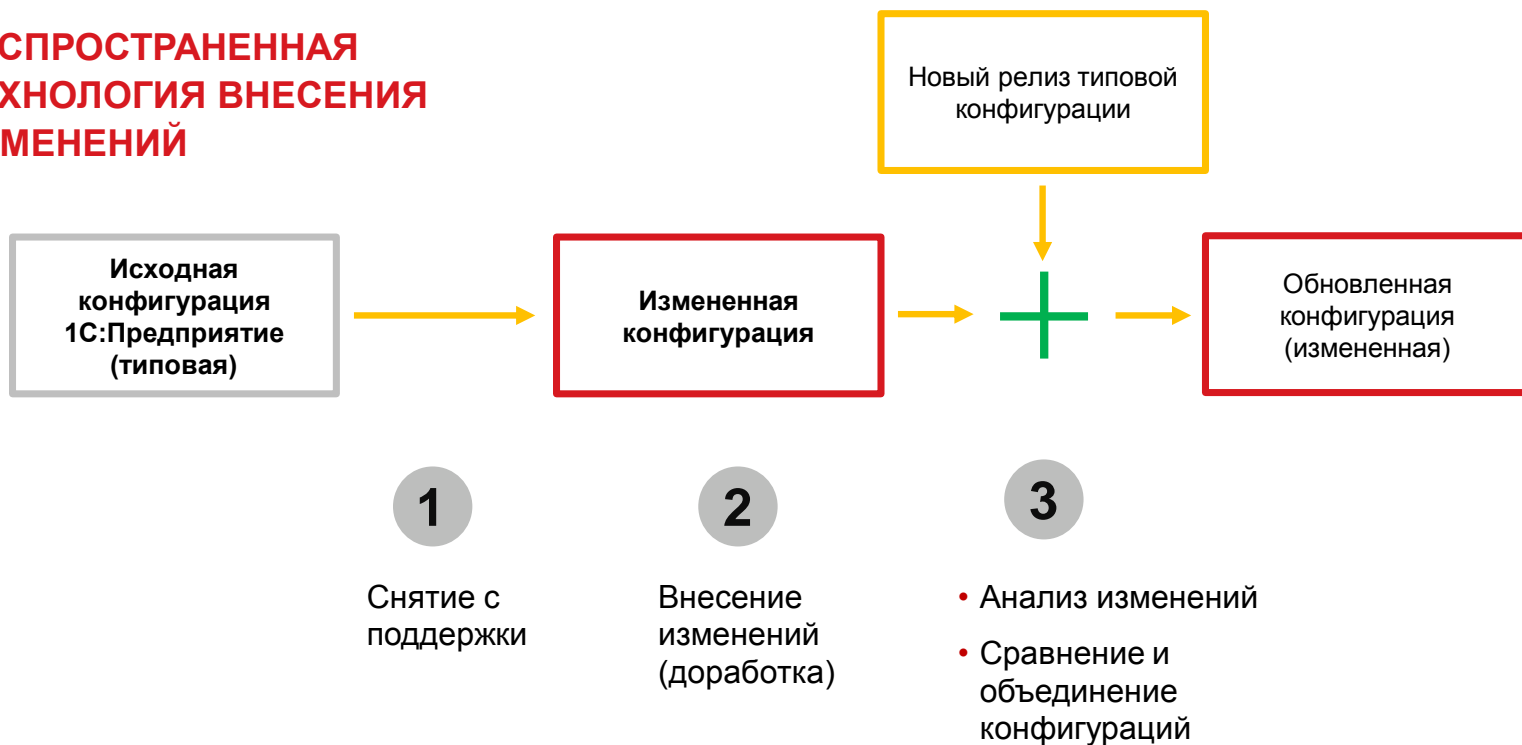 СПРОСТРАНЕННАЯ
ХНОЛОГИЯ ВНЕСЕНИЯ
МЕНЕНИЙ
Новый релиз типовой
конфигурации
Исходная
конфигурация
1С:Предприятие
(типовая)
Измененная
конфигурация
Обновленная
конфигурация
(измененная)
1
Снятие с
поддержки
2
Внесение
изменений
(доработка)
3
• Анализ изменений
• Сравнение и
объединение
конфигураций